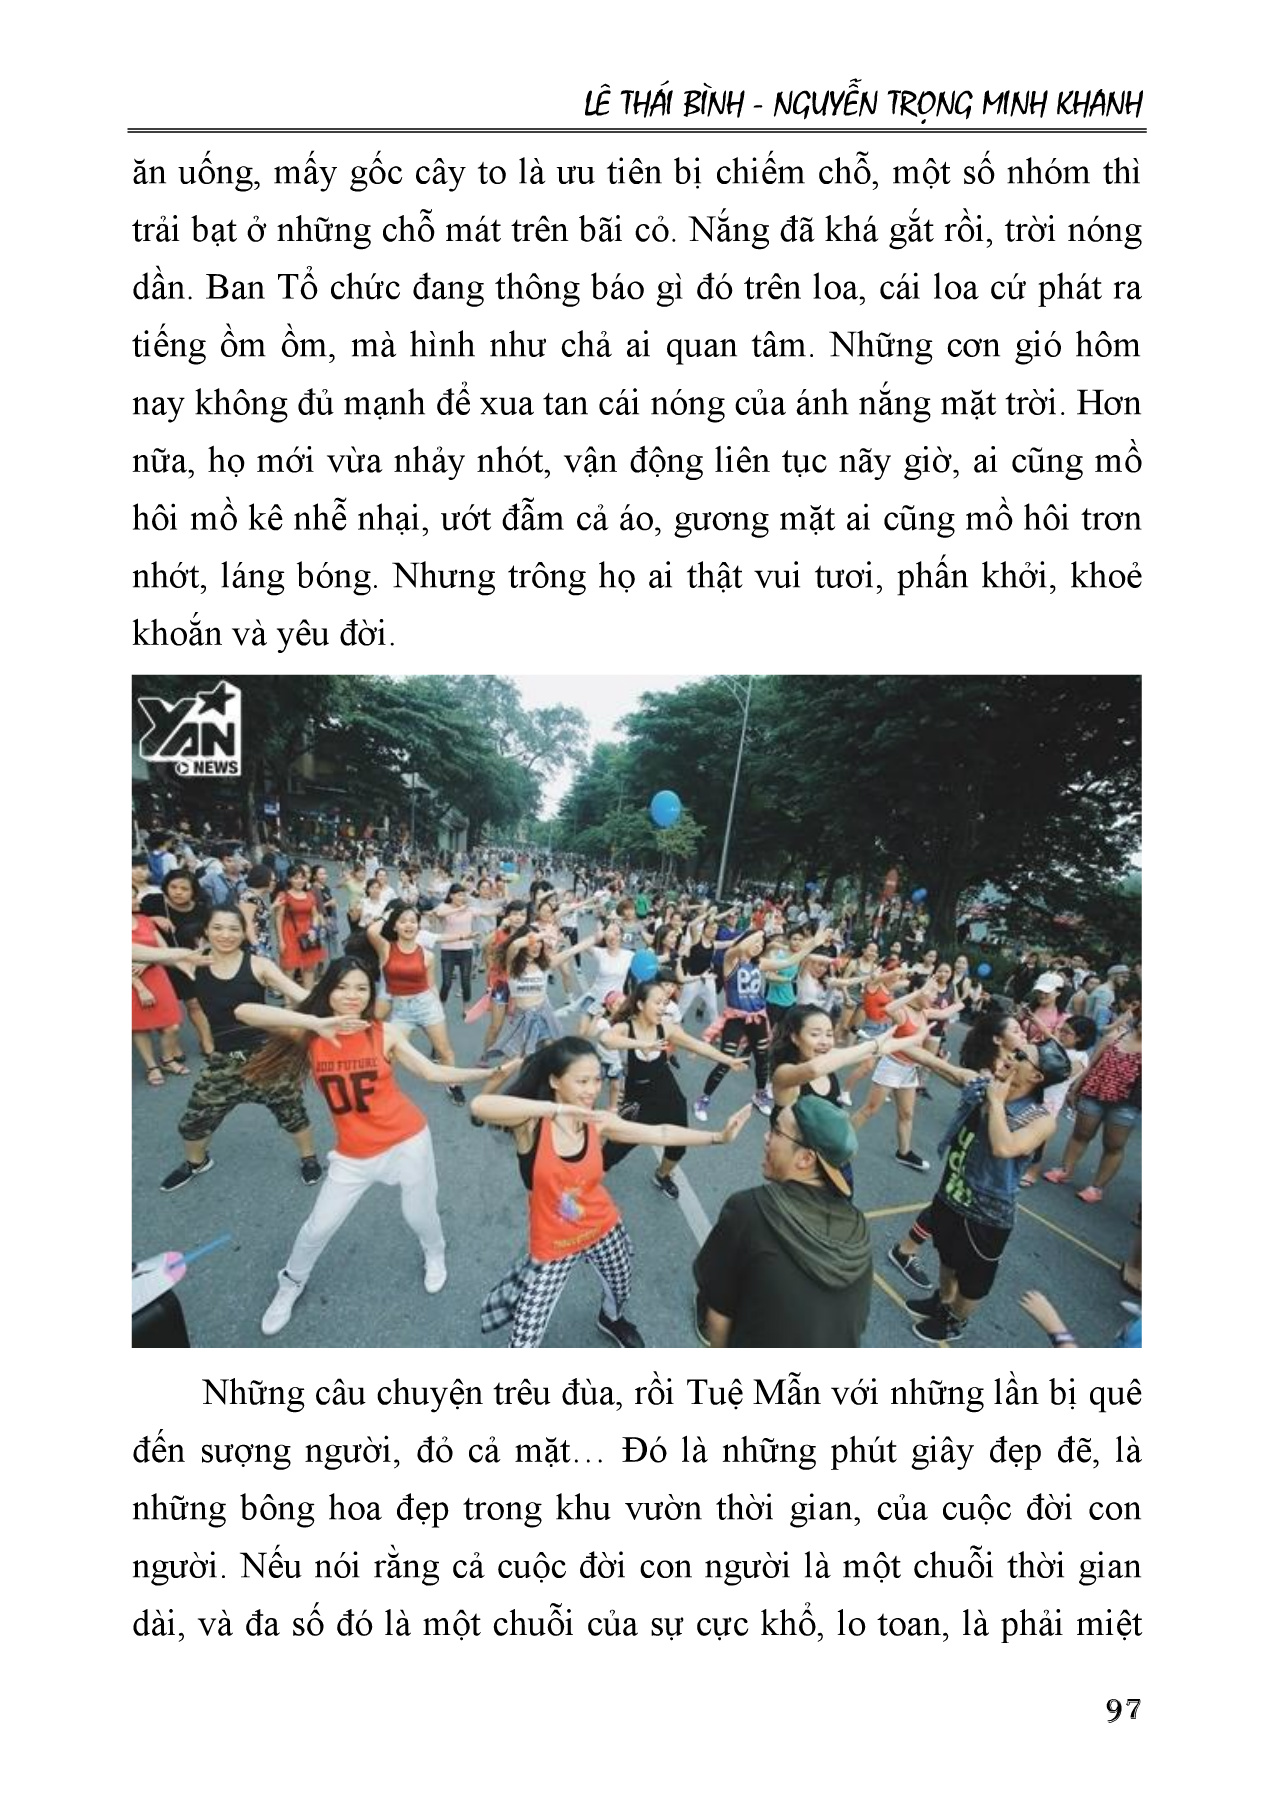 LÊ THÁI BÌNH - NGUYỄN TRỌNG MINH KHANH
ăn uống, mấy gốc cây to là ưu tiên bị chiếm chỗ, một số nhóm thì
trải bạt ở những chỗ mát trên bãi cỏ. Nắng đã khá gắt rồi, trời nóng
dần. Ban Tổ chức đang thông báo gì đó trên loa, cái loa cứ phát ra
tiếng ồm ồm, mà hình như chả ai quan tâm. Những cơn gió hôm
nay không đủ mạnh để xua tan cái nóng của ánh nắng mặt trời. Hơn
nữa, họ mới vừa nhảy nhót, vận động liên tục nãy giờ, ai cũng mồ
hôi mồ kê nhễ nhại, ướt đẫm cả áo, gương mặt ai cũng mồ hôi trơn
nhớt, láng bóng. Nhưng trông họ ai thật vui tươi, phấn khởi, khoẻ
khoắn và yêu đời.
YAN
NEWS
ODD FUTURE
OF
Những câu chuyện trêu đùa, rồi Tuệ Mẫn với những lần bị quê
đến sượng người, đỏ cả mặt… Đó là những phút giây đẹp đẽ, là
những bông hoa đẹp trong khu vườn thời gian, của cuộc đời con
người. Nếu nói rằng cả cuộc đời con người là một chuỗi thời gian
dài, và đa số đó là một chuỗi của sự cực khổ, lo toan, là phải miệt
97